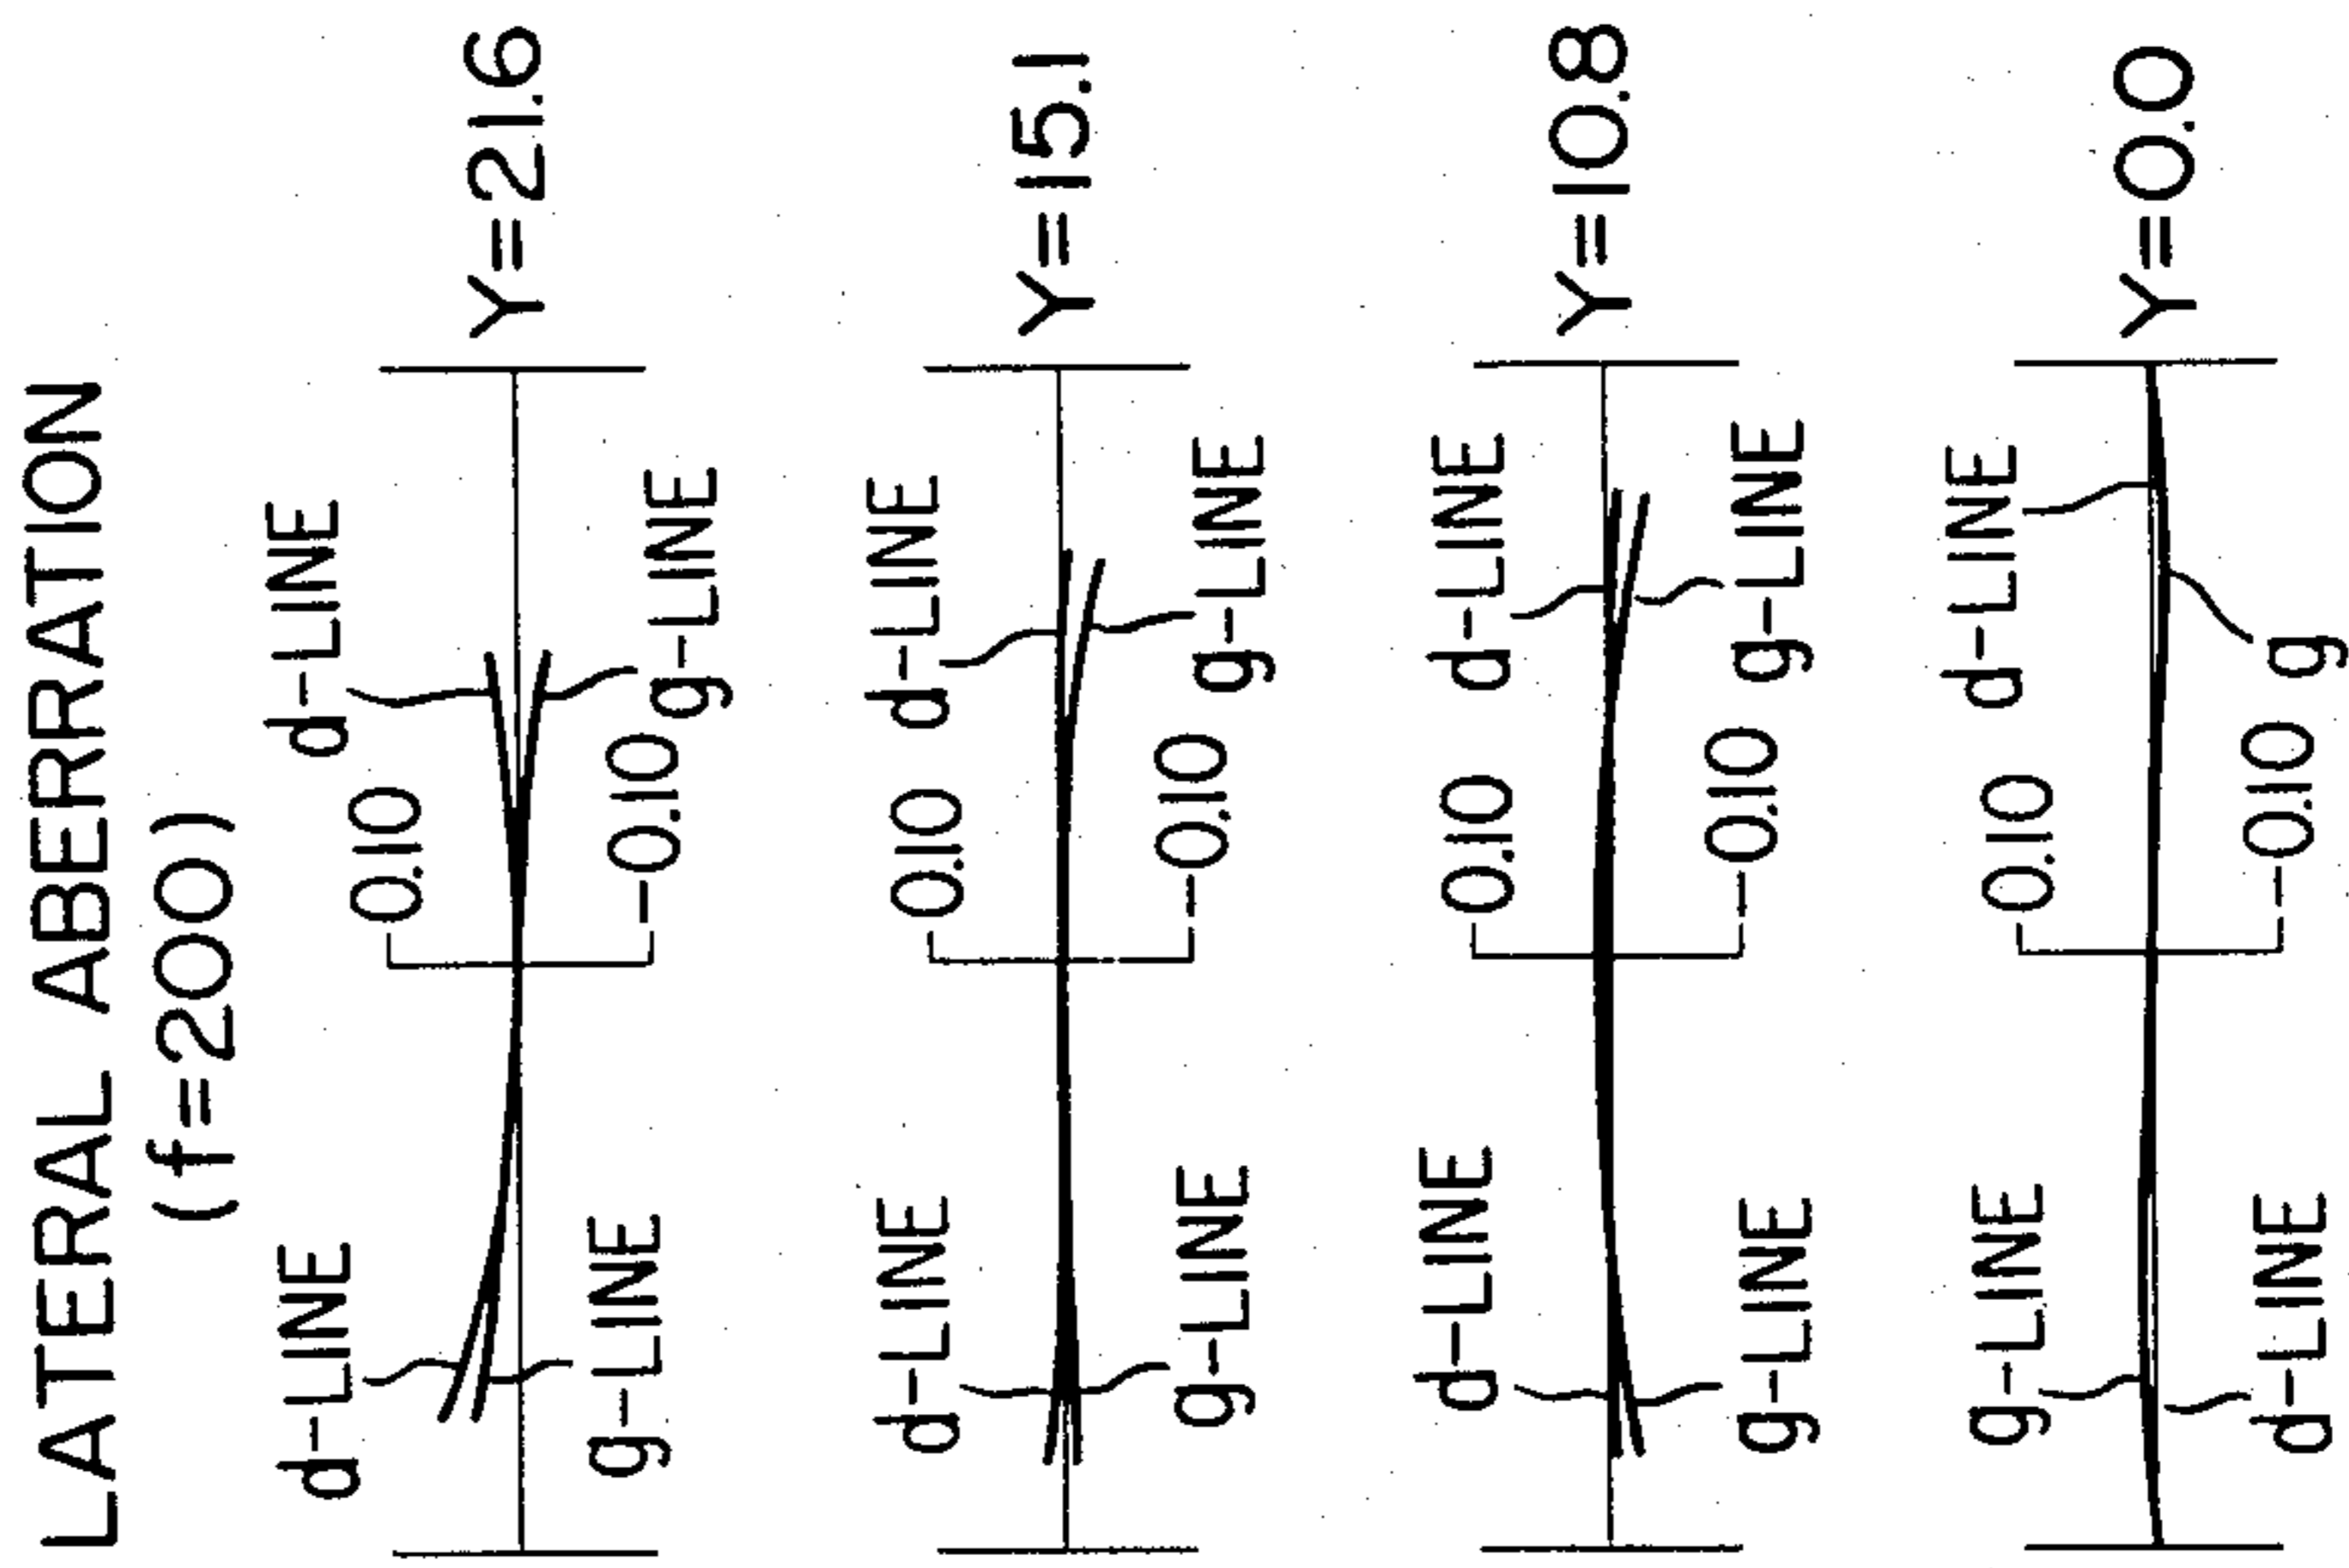 LATERAL ABERRATION
(f=200)
d-LINE 0.10 d-LINE
Y=21.6
g-LINE -0.10 g-LINE
d-LINE 0.10 d-LINE
Y=15.1
g-LINE -0.10 g-LINE
d-LINE 0.10 d-LINE
Y=10.8
g-LINE -0.10 g-LINE
g-LINE 0.10 d-LINE
Y=0.0
d-LINE -0.10 g